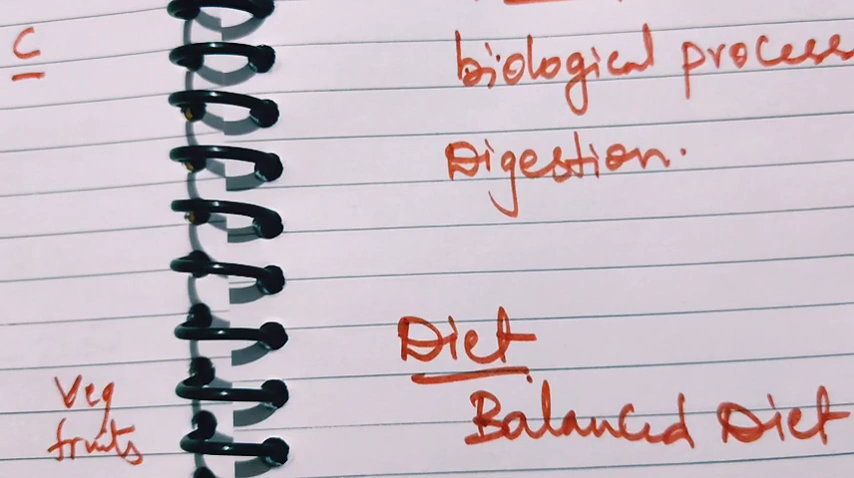 C
Veg
fruits
biological process
Digestion.
Diet
Balanced Diet